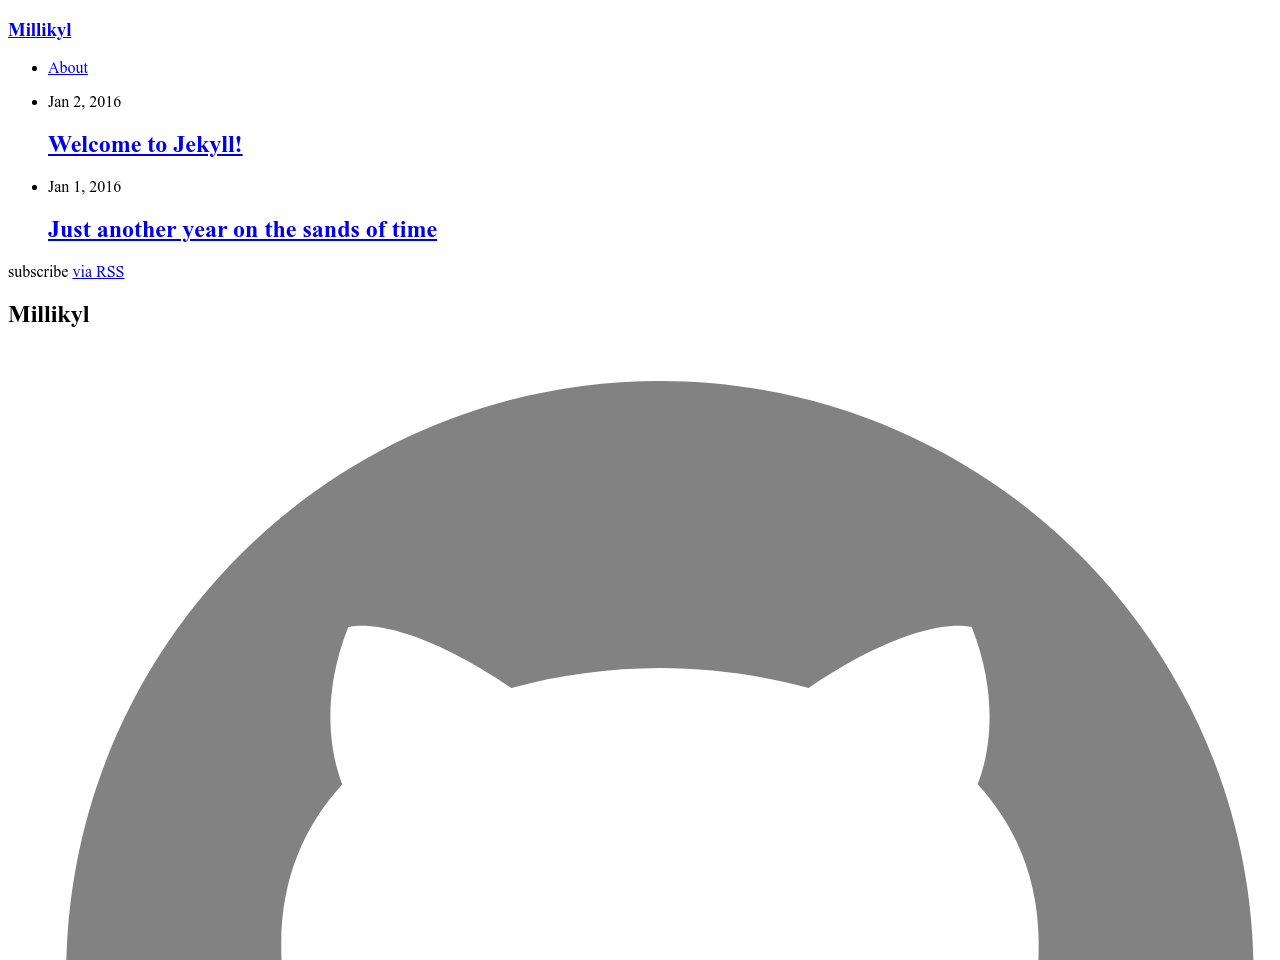 Millikyl
About
Jan 2, 2016
Welcome to Jekyll!
Jan 1, 2016
Just another year on the sands of time
subscribe via RSS
Millikyl